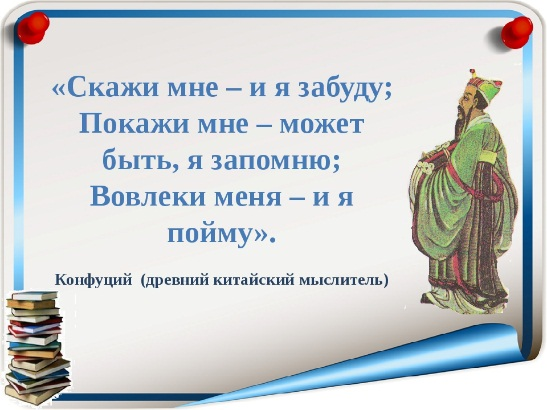 «Скажи мне – и я забуду;
Покажи мне – может
быть, я запомню;
Вовлеки меня – и я
пойму».
Конфуций (древний китайский мыслитель)